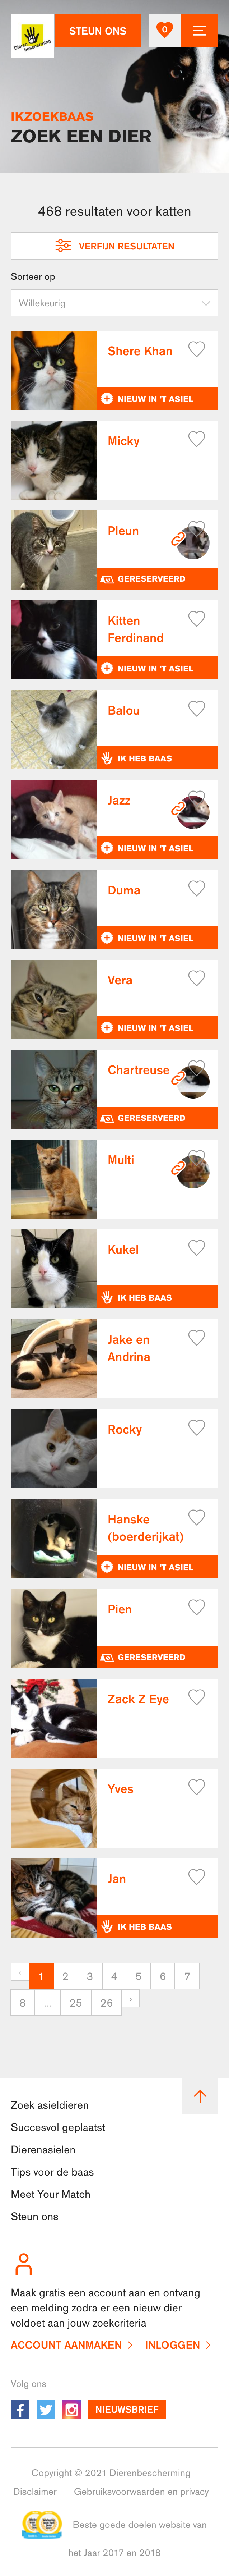 Dierenbescherming
STEUN ONS
0
IKZOEKBAAS
ZOEK EEN DIER
468 resultaten voor katten
VERFIJN RESULTATEN
Sorteer op
Willekeurig
Shere Khan
NIEUW IN 'T ASIEL
Micky
Pleun
GERESERVEERD
Kitten
Ferdinand
NIEUW IN 'T ASIEL
Balou
IK HEB BAAS
Jazz
NIEUW IN 'T ASIEL
Duma
NIEUW IN 'T ASIEL
Vera
NIEUW IN 'T ASIEL
Chartreuse
GERESERVEERD
Multi
Kukel
IK HEB BAAS
Jake en
Andrina
Rocky
Hanske
(boerderijkat)
NIEUW IN 'T ASIEL
Pien
GERESERVEERD
Zack Z Eye
Yves
Jan
IK HEB BAAS
‹ 1 2 3 4 5 6 7
8 ... 25 26 ›
Zoek asieldieren
Succesvol geplaatst
Dierenasielen
Tips voor de baas
Meet Your Match
Steun ons
Maak gratis een account aan en ontvang
een melding zodra er een nieuw dier
voldoet aan jouw zoekcriteria
ACCOUNT AANMAKEN INLOGGEN
Volg ons
NIEUWSBRIEF
Copyright © 2021 Dierenbescherming
Disclaimer Gebruiksvoorwaarden en privacy
Beste goede doelen website van
het Jaar 2017 en 2018